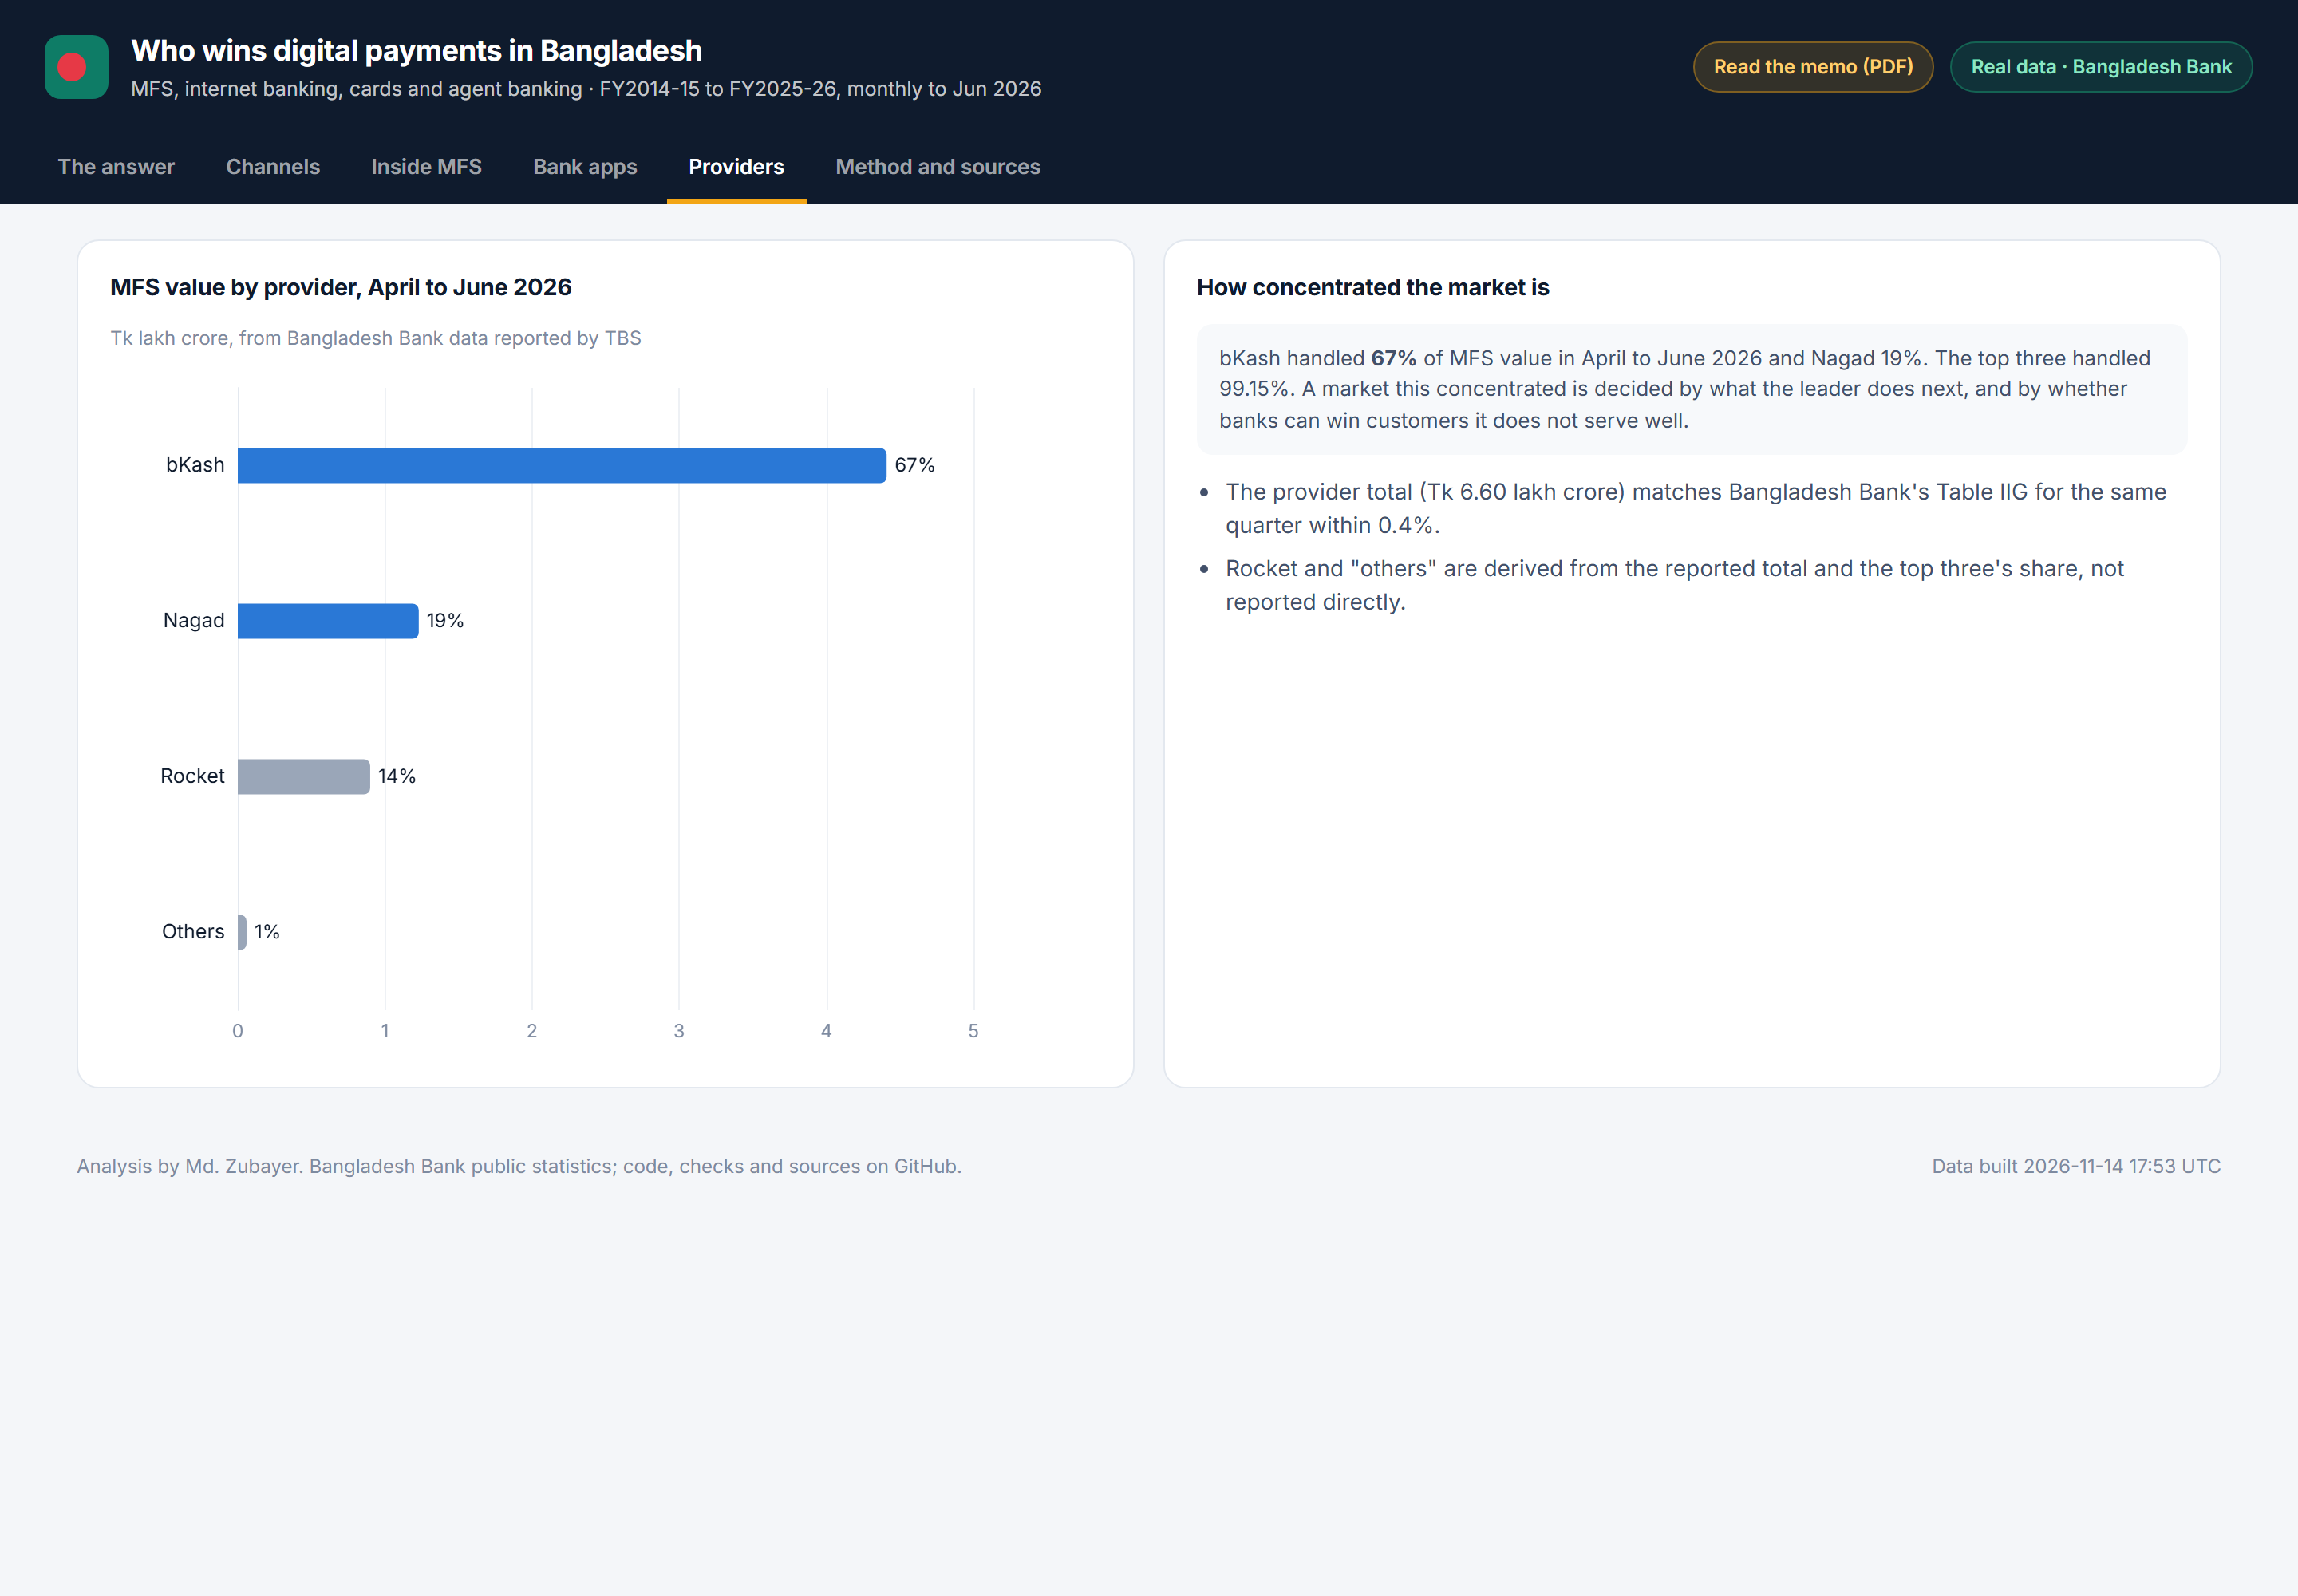 Who wins digital payments in Bangladesh
MFS, internet banking, cards and agent banking · FY2014-15 to FY2025-26, monthly to Jun 2026
Read the memo (PDF)
Real data · Bangladesh Bank
The answer
Channels
Inside MFS
Bank apps
Providers
Method and sources
MFS value by provider, April to June 2026
Tk lakh crore, from Bangladesh Bank data reported by TBS
bKash
67%
Nagad
19%
Rocket
14%
Others
1%
0
1
2
3
4
5
How concentrated the market is
bKash handled 67% of MFS value in April to June 2026 and Nagad 19%. The top three handled
99.15%. A market this concentrated is decided by what the leader does next, and by whether
banks can win customers it does not serve well.
• The provider total (Tk 6.60 lakh crore) matches Bangladesh Bank's Table IIG for the same
quarter within 0.4%.
• Rocket and "others" are derived from the reported total and the top three's share, not
reported directly.
Analysis by Md. Zubayer. Bangladesh Bank public statistics; code, checks and sources on GitHub.
Data built 2026-11-14 17:53 UTC